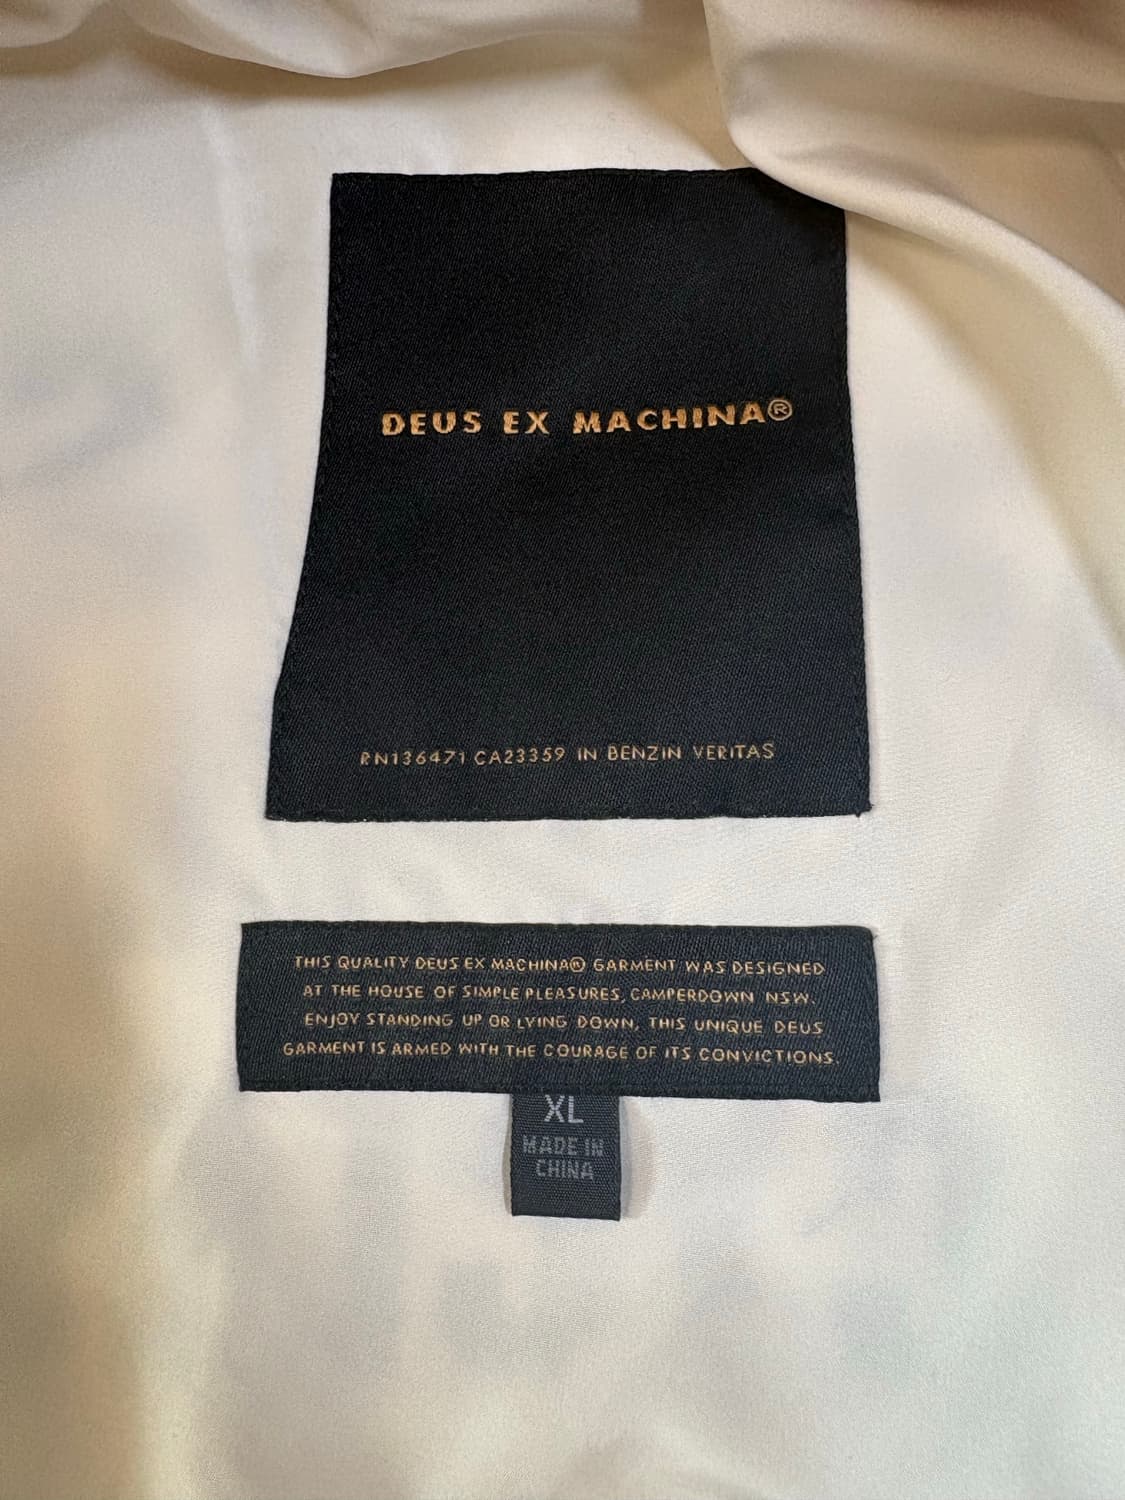 DEUS EX MACHINA®
RN136471 CA23359 IN BENZIN VERITAS
THIS QUALITY DEUS EX MACHINA® GARMENT WAS DESIGNED
AT THE HOUSE OF SIMPLE PLEASURES, CAMPERDOWN NSW.
ENJOY STANDING UP OR LYING DOWN, THIS UNIQUE DEUS
GARMENT IS ARMED WITH THE COURAGE OF ITS CONVICTIONS.
XL
MADE IN
CHINA